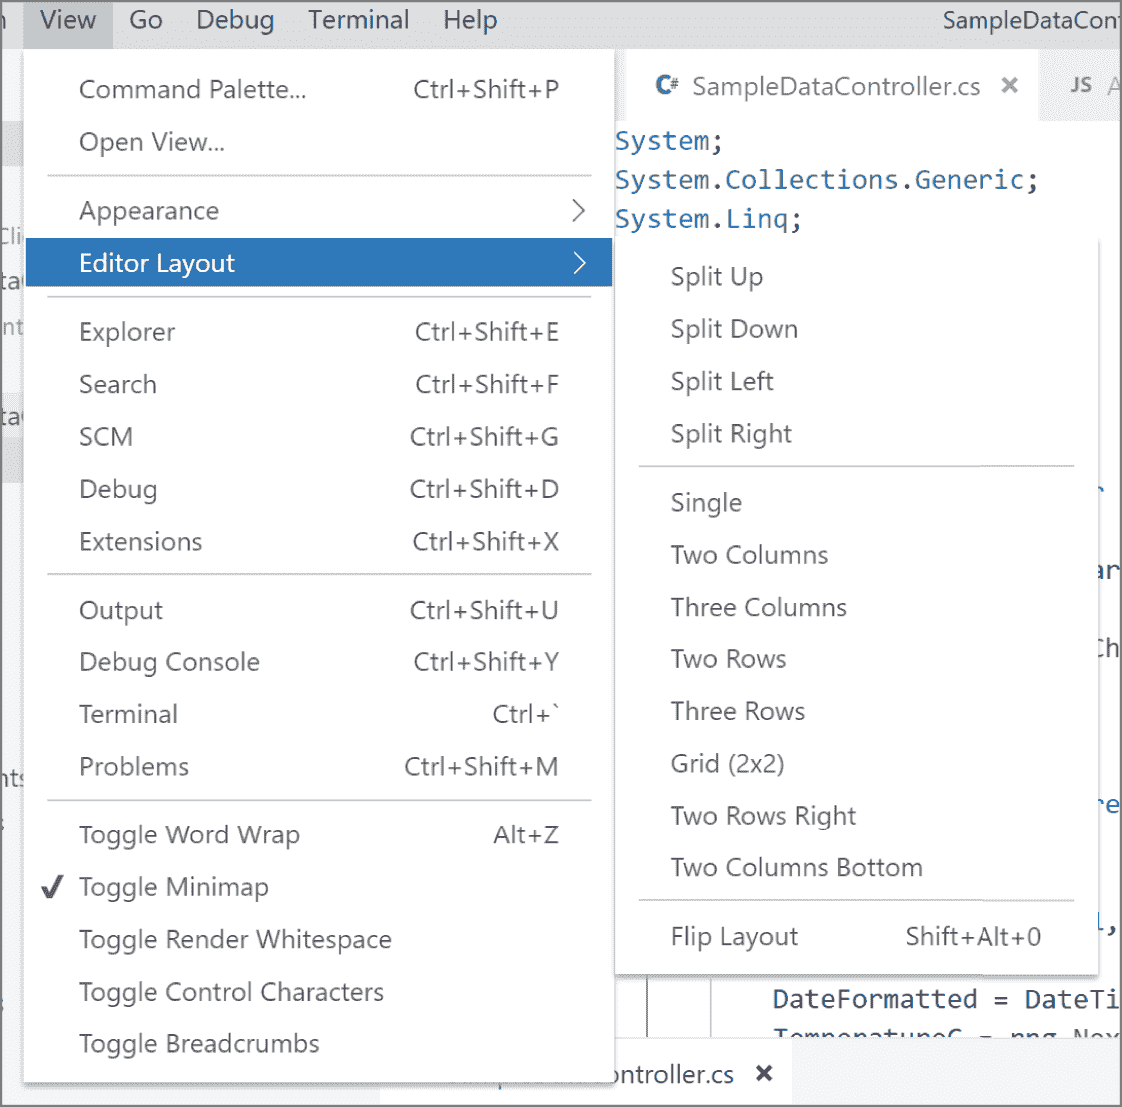 View Go Debug Terminal Help SampleDataCont
Command Palette... Ctrl+Shift+P
Open View...
Appearance
Editor Layout
Explorer Ctrl+Shift+E
Search Ctrl+Shift+F
SCM Ctrl+Shift+G
Debug Ctrl+Shift+D
Extensions Ctrl+Shift+X
Output Ctrl+Shift+U
Debug Console Ctrl+Shift+Y
Terminal Ctrl+`
Problems Ctrl+Shift+M
Toggle Word Wrap Alt+Z
Toggle Minimap
Toggle Render Whitespace
Toggle Control Characters
Toggle Breadcrumbs
C# SampleDataController.cs JS
System;
System.Collections.Generic;
System.Linq;
Split Up
Split Down
Split Left
Split Right
Single
Two Columns
Three Columns
Two Rows
Three Rows
Grid (2x2)
Two Rows Right
Two Columns Bottom
Flip Layout Shift+Alt+0
DateFormatted = DateTi
ontroller.cs